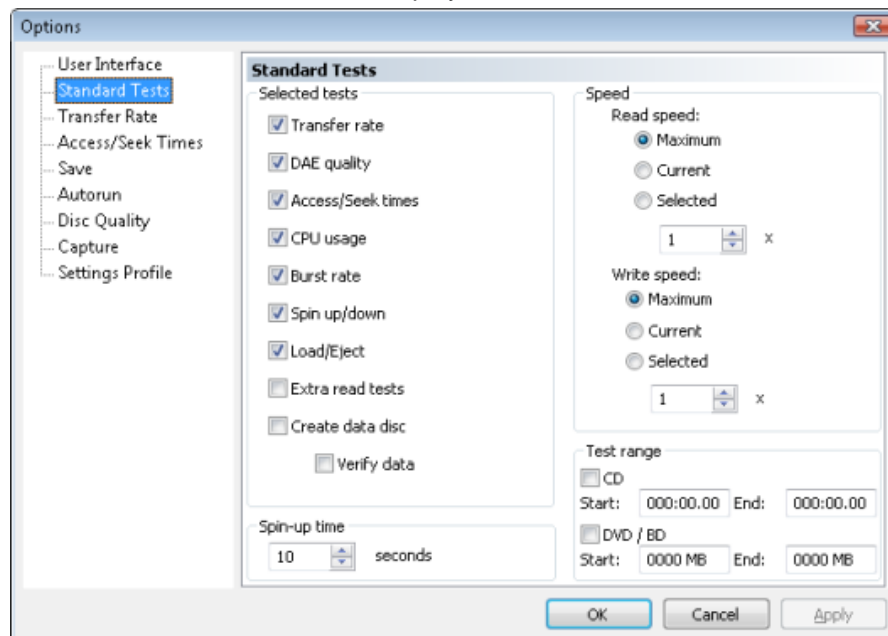 Options
User Interface
Standard Tests
Transfer Rate
Access/Seek Times
Save
Autorun
Disc Quality
Capture
Settings Profile
Standard Tests
Selected tests
Transfer rate
DAE quality
Access/Seek times
CPU usage
Burst rate
Spin up/down
Load/Eject
Extra read tests
Create data disc
Verify data
Spin-up time
10 seconds
Speed
Read speed:
Maximum
Current
Selected
1 x
Write speed:
Maximum
Current
Selected
1 x
Test range
CD
Start: 000:00.00 End: 000:00.00
DVD / BD
Start: 0000 MB End: 0000 MB
OK Cancel Apply